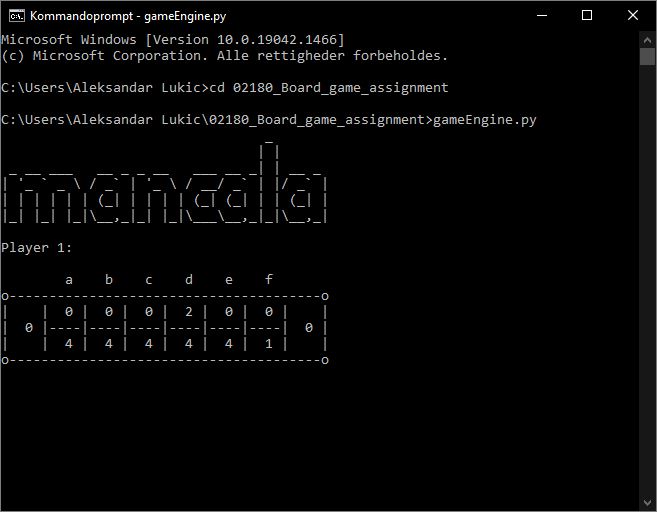 Kommandoprompt - gameEngine.py
Microsoft Windows [Version 10.0.19042.1466]
(c) Microsoft Corporation. Alle rettigheder forbeholdes.
C:\Users\Aleksandar Lukic>cd 02180_Board_game_assignment
C:\Users\Aleksandar Lukic\02180_Board_game_assignment>gameEngine.py
mancala
Player 1:
a b c d e f
o---------------------------------------o
|    |  0 |  0 |  0 |  2 |  0 |  0 |    |
|  0 |----|----|----|----|----|----|  0 |
|    |  4 |  4 |  4 |  4 |  4 |  1 |    |
o---------------------------------------o